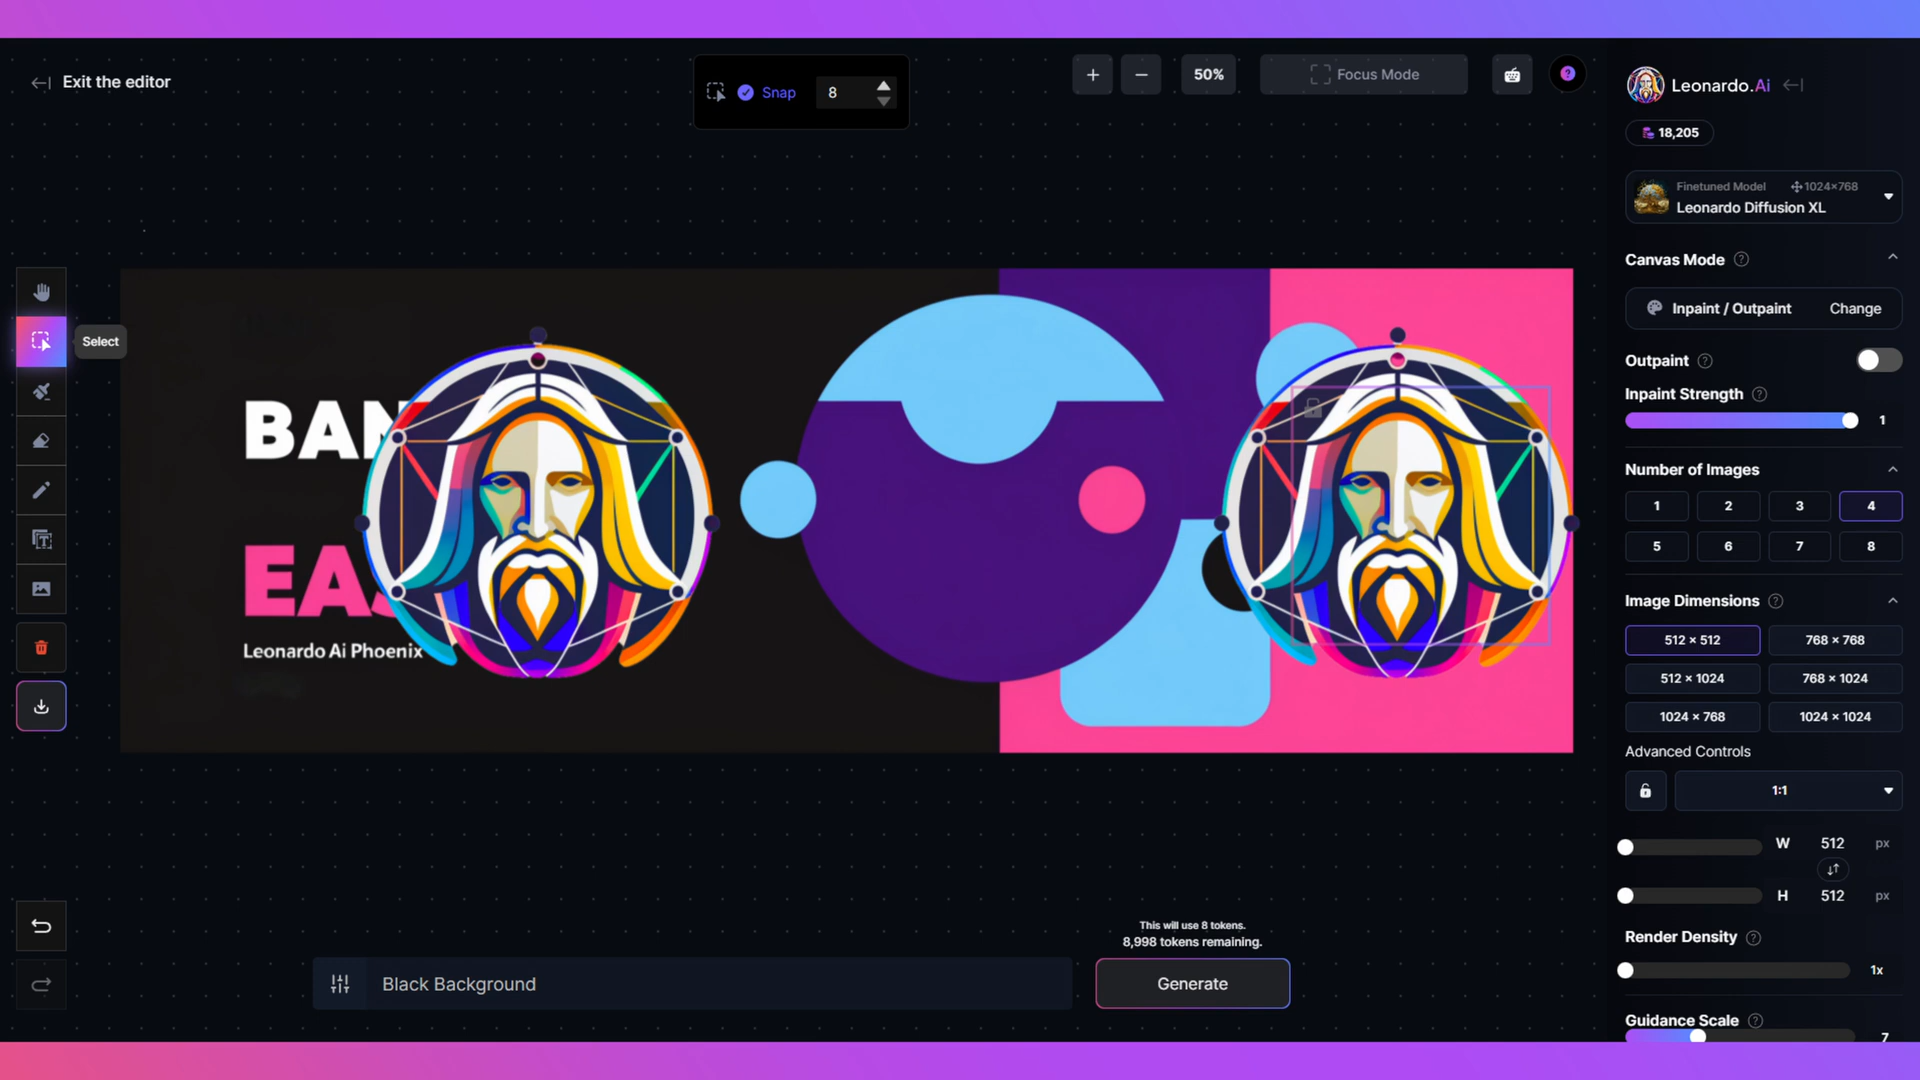 Exit the editor
Snap
8
50%
Focus Mode
Leonardo.Ai
18,205
Finetuned Model
1024×768
Leonardo Diffusion XL
Canvas Mode
Inpaint / Outpaint
Change
Outpaint
Inpaint Strength
1
Number of Images
1
2
3
4
5
6
7
8
Image Dimensions
512 × 512
768 × 768
512 × 1024
768 × 1024
1024 × 768
1024 × 1024
Advanced Controls
1:1
W
512
px
H
512
px
Render Density
1x
Guidance Scale
7
Select
BAN
EAS
Leonardo Ai Phoenix
This will use 8 tokens.
8,998 tokens remaining.
Black Background
Generate